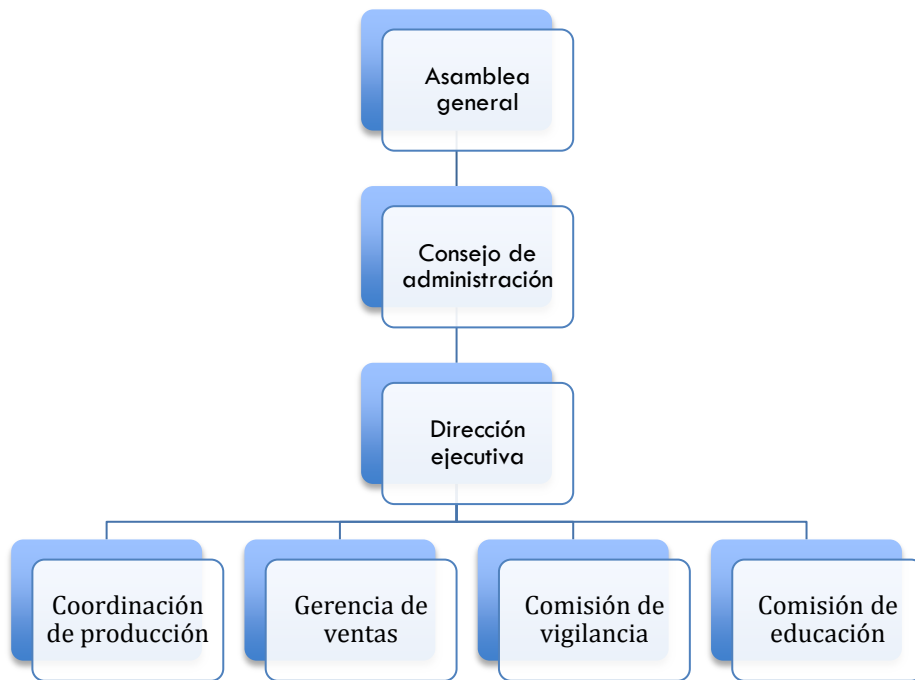 Asamblea
general
Consejo de
administración
Dirección
ejecutiva
Coordinación
de producción
Gerencia de
ventas
Comisión de
vigilancia
Comisión de
educación